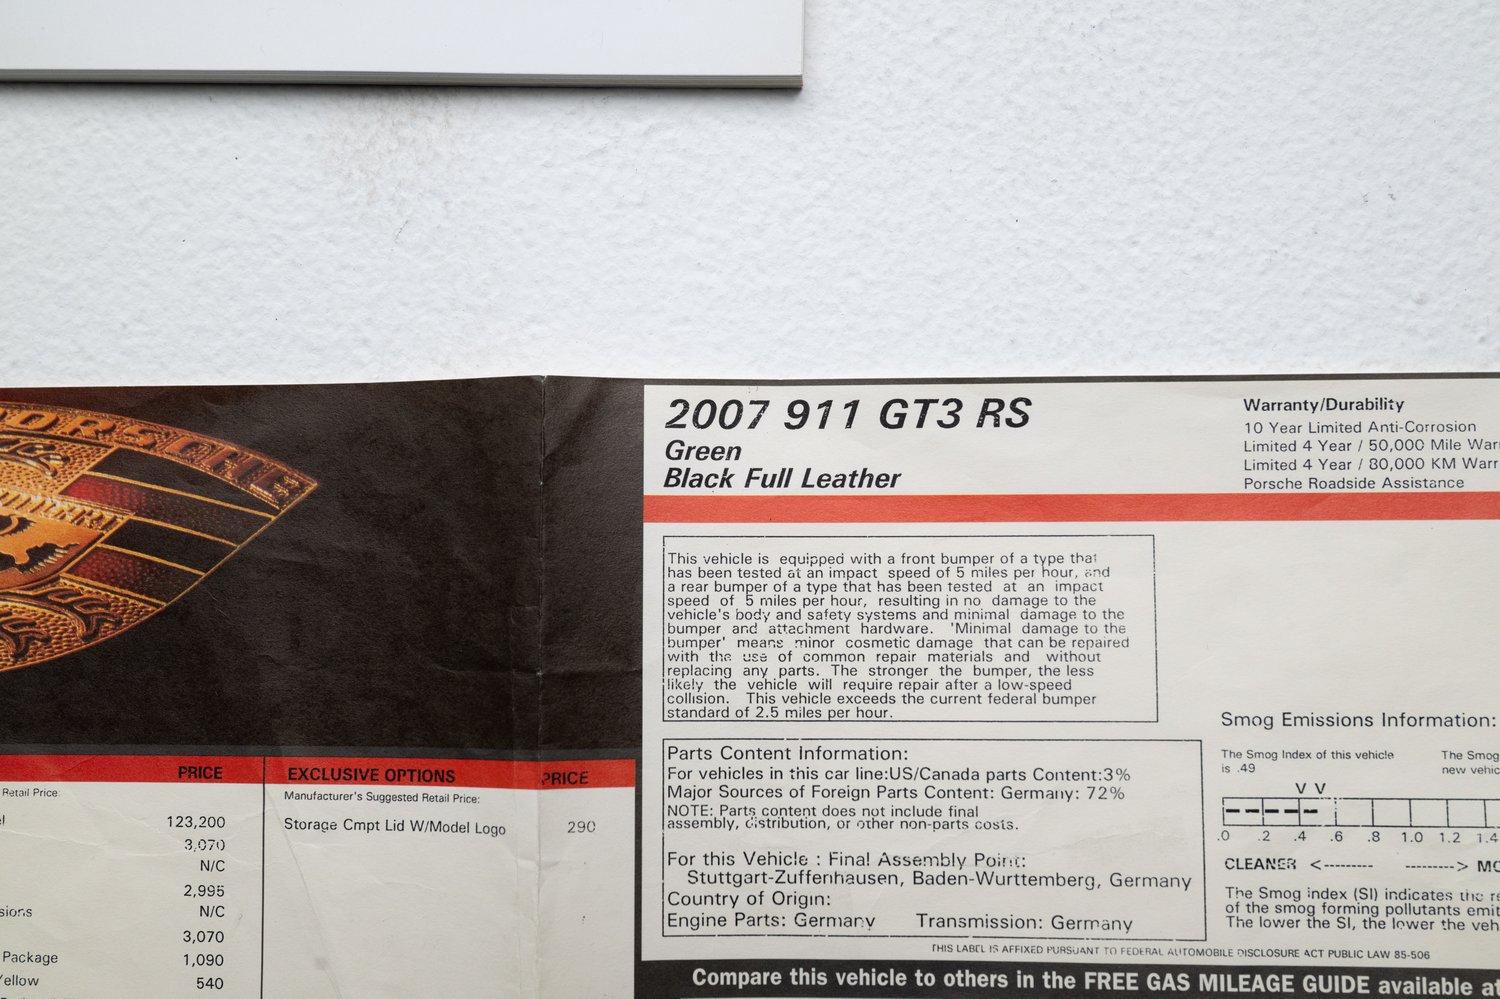 PORSCHE
2007 911 GT3 RS
Green
Black Full Leather
Warranty/Durability
10 Year Limited Anti-Corrosion
Limited 4 Year / 50,000 Mile
Limited 4 Year / 80,000 KM
Porsche Roadside Assistance
This vehicle is equipped with a front bumper of a type that
has been tested at an impact speed of 5 miles per hour, and
a rear bumper of a type that has been tested at an impact
speed of 5 miles per hour, resulting in no damage to the
vehicle's body and safety systems and minimal damage to the
bumper and attachment hardware. 'Minimal damage to the
bumper' means minor cosmetic damage that can be repaired
with the use of common repair materials and without
replacing any parts. The stronger the bumper, the less
likely the vehicle will require repair after a low-speed
collision. This vehicle exceeds the current federal bumper
standard of 2.5 miles per hour.
Parts Content Information:
For vehicles in this car line:US/Canada parts Content:3%
Major Sources of Foreign Parts Content: Germany: 72%
NOTE: Parts content does not include final
assembly, distribution, or other non-parts costs.
For this Vehicle : Final Assembly Point:
Stuttgart-Zuffenhausen, Baden-Wurttemberg, Germany
Country of Origin:
Engine Parts: Germany Transmission: Germany
Smog Emissions Information:
The Smog Index of this vehicle
is .49
The Smog
new
V V
.0 .2 .4 .6 .8 1.0 1.2 1.4
CLEANER <--------- --------->
The Smog index (SI) indicates the
of the smog forming pollutants
The lower the SI, the lower the
THIS LABEL IS AFFIXED PURSUANT TO FEDERAL AUTOMOBILE DISCLOSURE ACT PUBLIC LAW 85-506
Compare this vehicle to others in the FREE GAS MILEAGE GUIDE available at
PRICE
Retail Price:
123,200
3,070
N/C
2,995
N/C
3,070
Package 1,090
540
EXCLUSIVE OPTIONS PRICE
Manufacturer's Suggested Retail Price:
Storage Cmpt Lid W/Model Logo 290